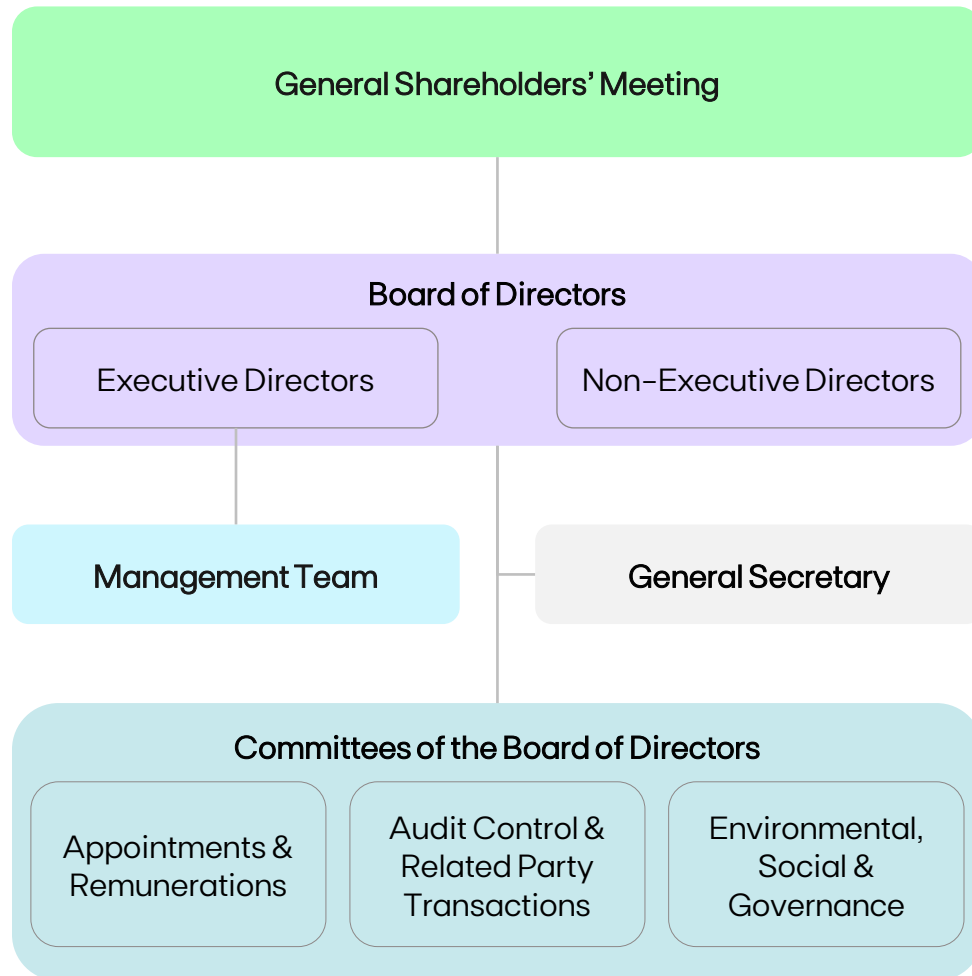 General Shareholders’ Meeting
Board of Directors
Executive Directors
Non-Executive Directors
Management Team
General Secretary
Committees of the Board of Directors
Appointments &
Remunerations
Audit Control &
Related Party
Transactions
Environmental,
Social &
Governance